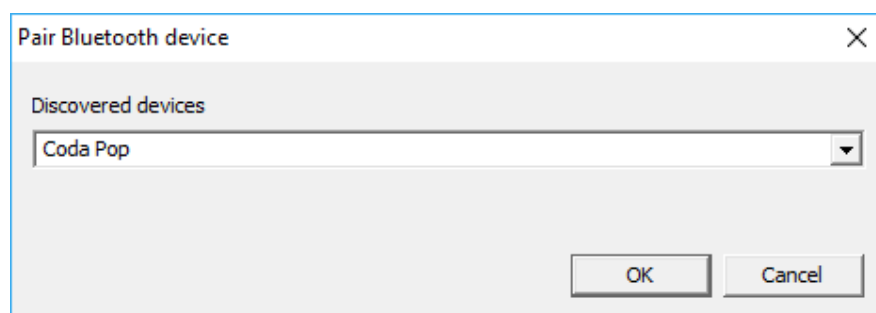 Pair Bluetooth device
Discovered devices
Coda Pop
OK Cancel